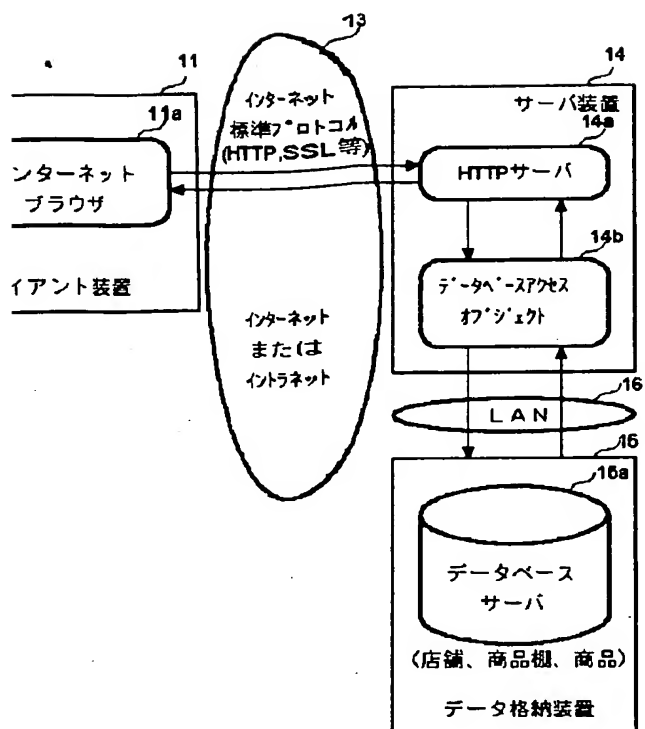 11
11a
ンターネット
ブラウザ
イアント装置
13
インターネット
標準プロトコル
(HTTP,SSL等)
インターネット
または
イントラネット
14
サーバ装置
14a
HTTPサーバ
14b
データベースアクセス
オブジェクト
16
LAN
15
15a
データベース
サーバ
(店舗、商品棚、商品)
データ格納装置